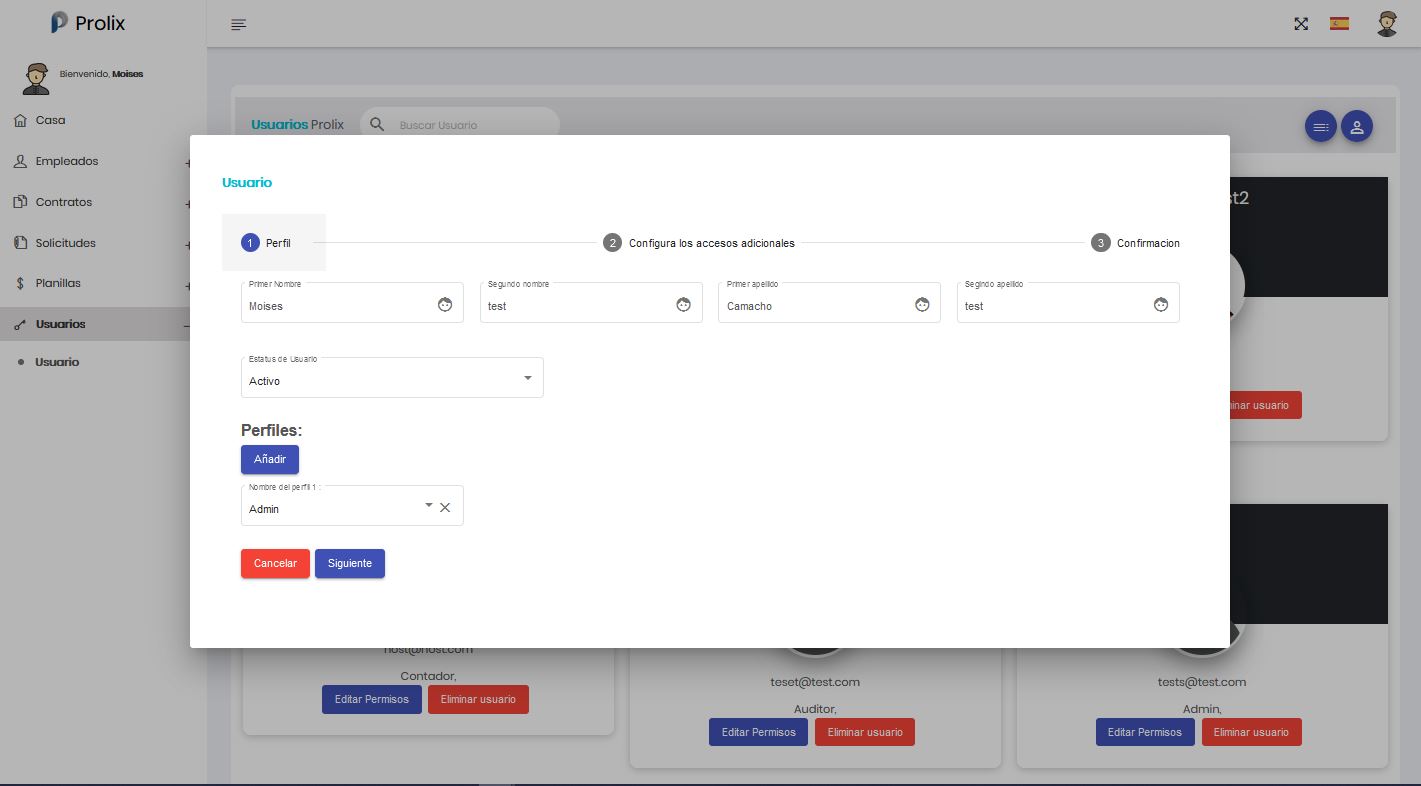 Prolix
Bienvenido, Moises
Casa
Empleados
Contratos
Solicitudes
Planillas
Usuarios
Usuario
Usuarios Prolix
Buscar Usuario
Usuario
1 Perfil
2 Configura los accesos adicionales
3 Confirmacion
Primer Nombre
Moises
Segundo nombre
test
Primer apellido
Camacho
Segindo apellido
test
Estatus de Usuario
Activo
Perfiles:
Añadir
Nombre del perfil 1 :
Admin
Cancelar
Siguiente
st2
inar usuario
host@host.com
Contador,
Editar Permisos
Eliminar usuario
teset@test.com
Auditor,
Editar Permisos
Eliminar usuario
tests@test.com
Admin,
Editar Permisos
Eliminar usuario